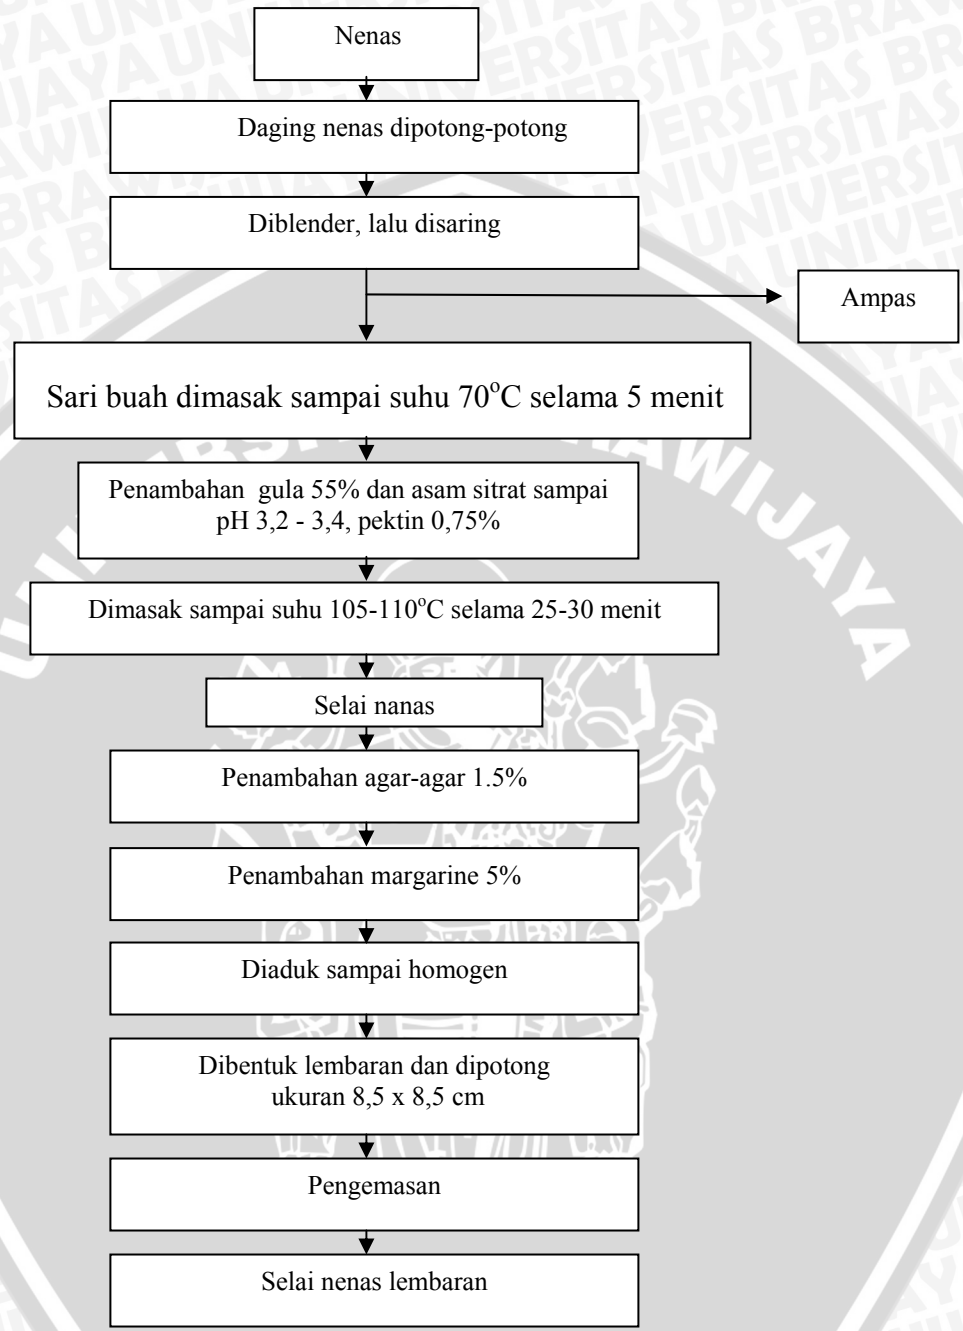 Nenas
Daging nenas dipotong-potong
Diblender, lalu disaring
Ampas
Sari buah dimasak sampai suhu 70°C selama 5 menit
Penambahan gula 55% dan asam sitrat sampai
pH 3,2 - 3,4, pektin 0,75%
Dimasak sampai suhu 105-110°C selama 25-30 menit
Selai nanas
Penambahan agar-agar 1.5%
Penambahan margarine 5%
Diaduk sampai homogen
Dibentuk lembaran dan dipotong
ukuran 8,5 x 8,5 cm
Pengemasan
Selai nenas lembaran